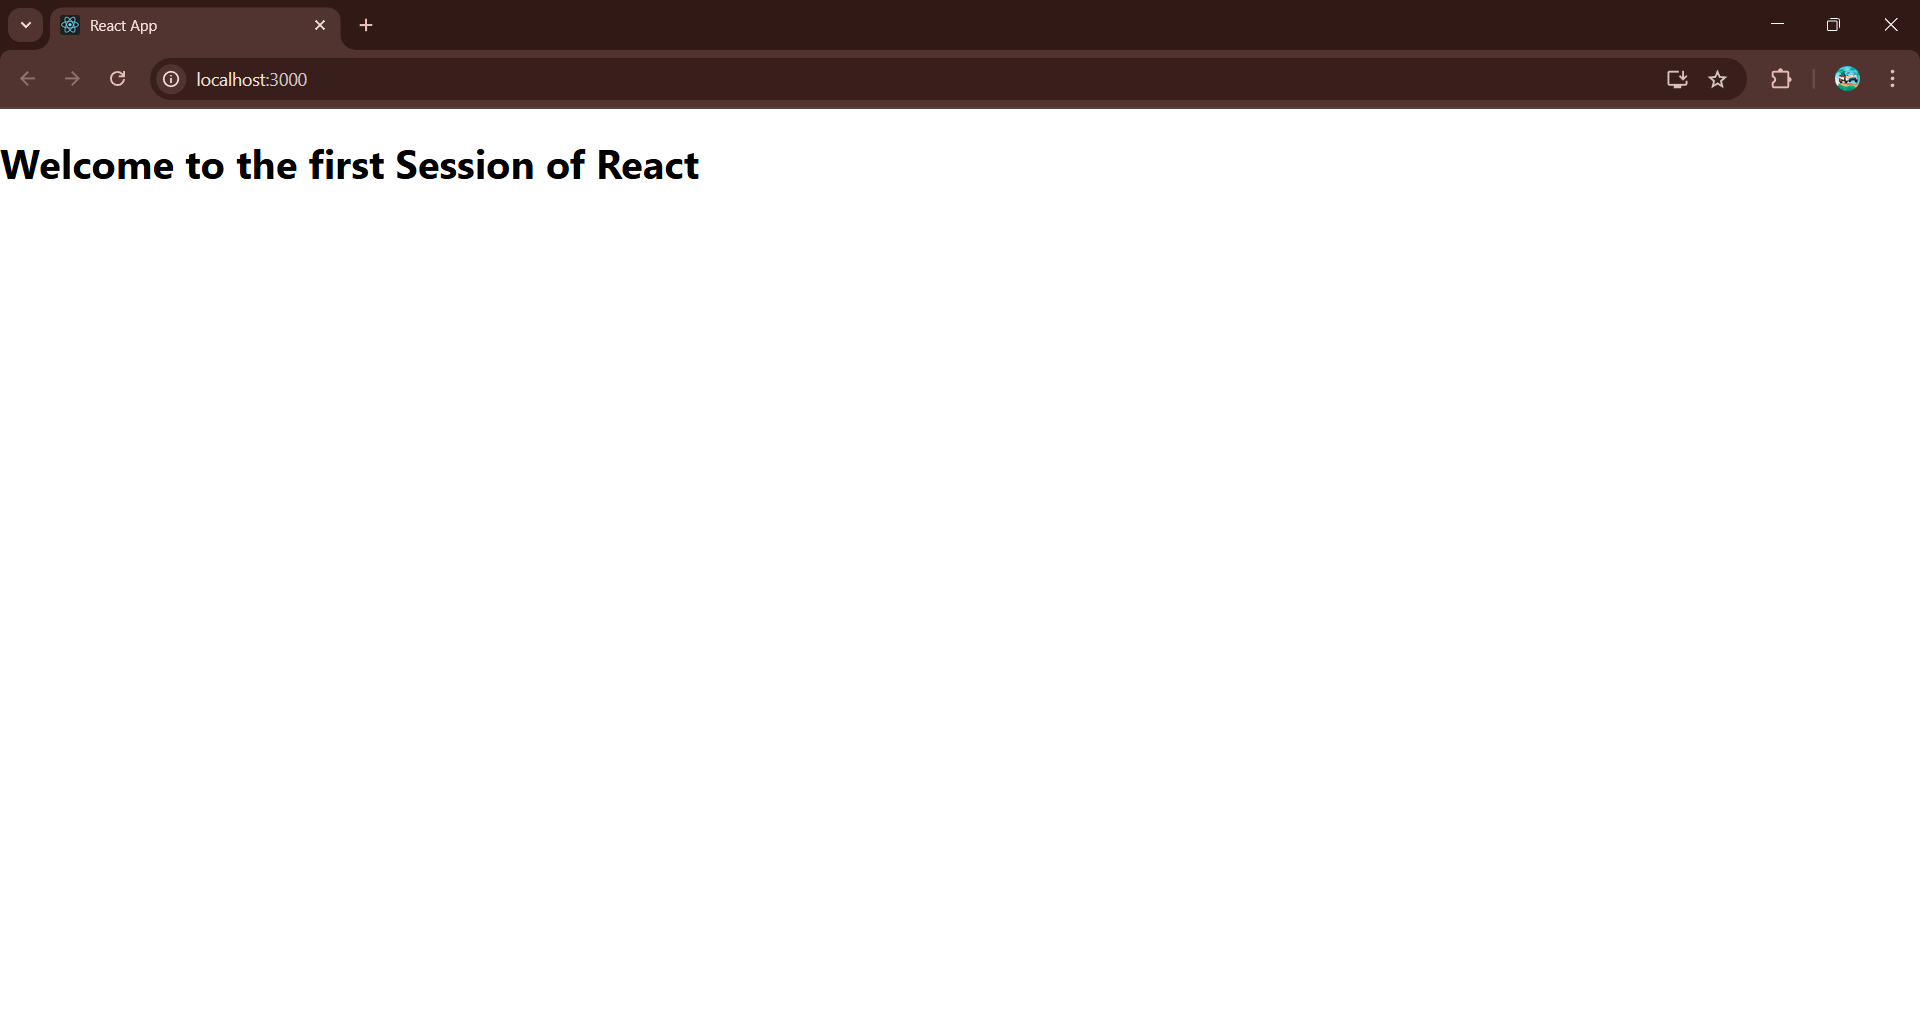 React App
localhost:3000
Welcome to the first Session of React